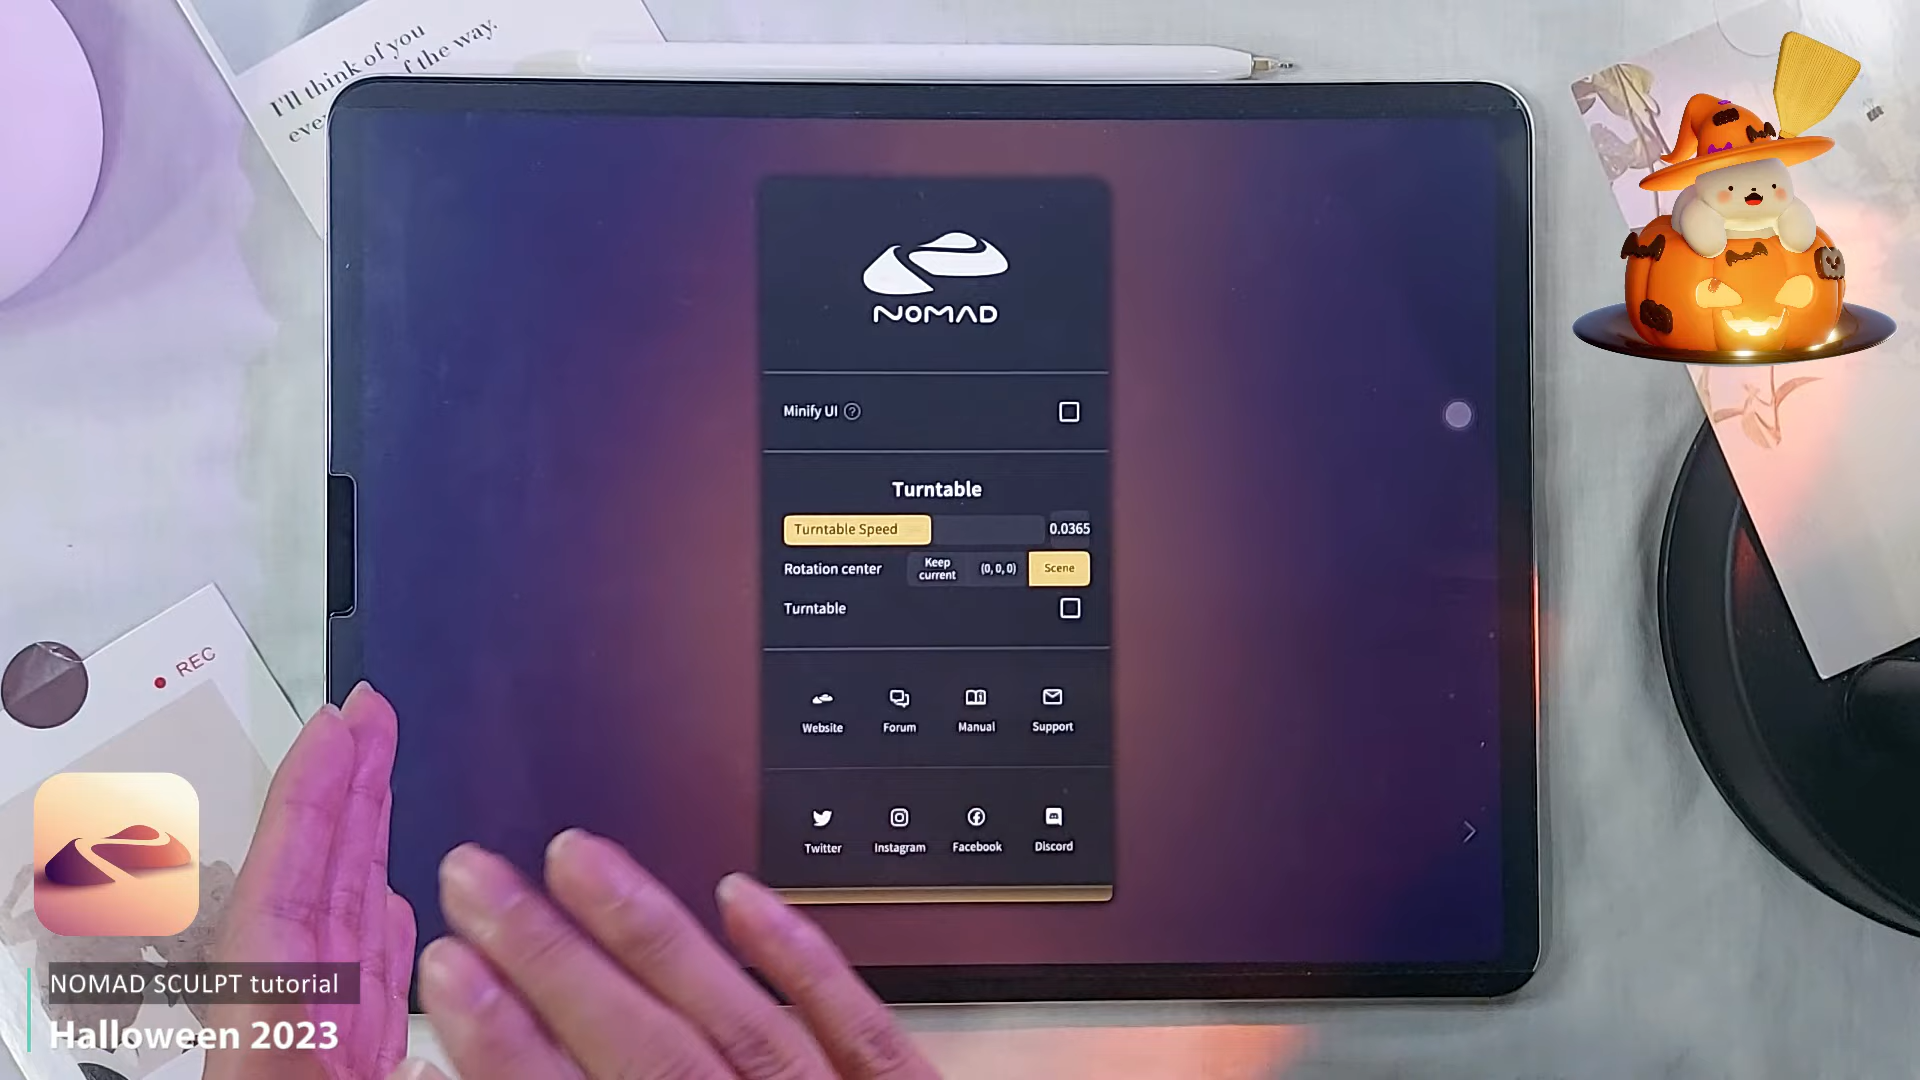 I'll think of you
f the way.
NOMAD
Minify UI ?
Turntable
Turntable Speed 0.0365
Rotation center Keep current (0, 0, 0) Scene
Turntable
Website Forum Manual Support
Twitter Instagram Facebook Discord
REC
NOMAD SCULPT tutorial
Halloween 2023